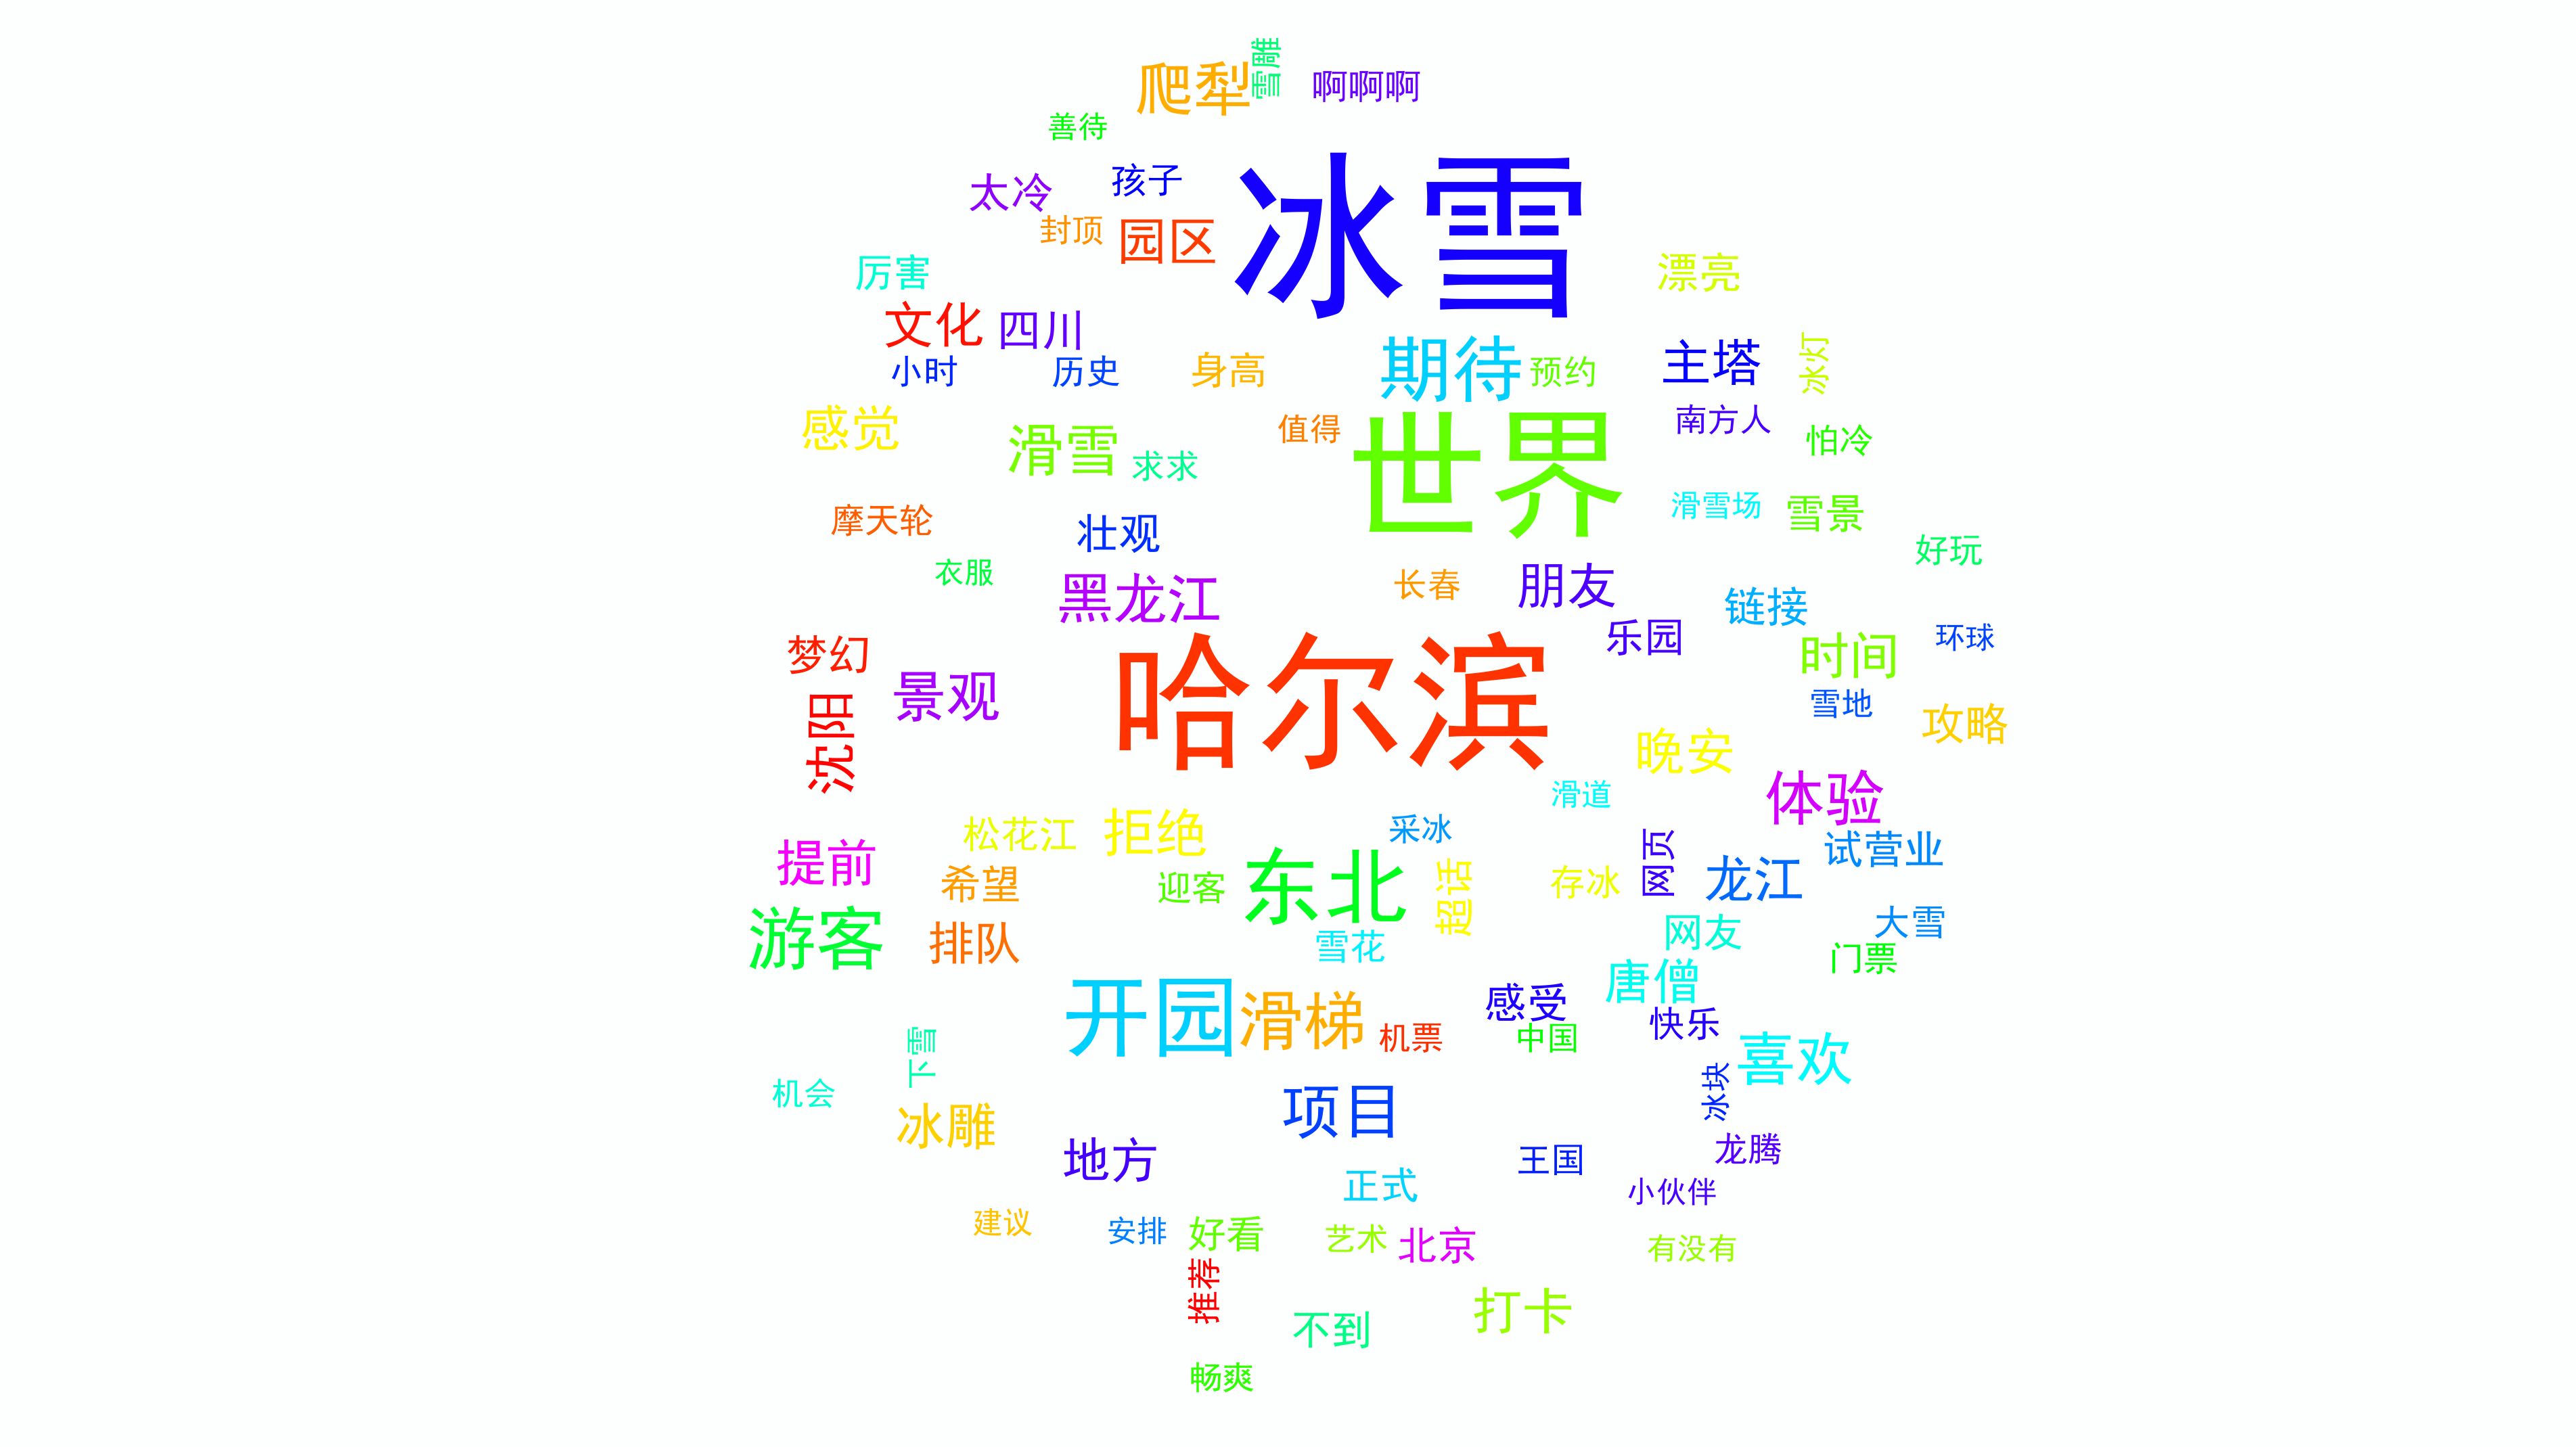 雪雕
爬犁
啊啊啊
善待
冰雪
孩子
太冷
封顶
园区
厉害
漂亮
文化
四川
期待
主塔
冰灯
小时
历史
身高
预约
世界
南方人
感觉
值得
怕冷
滑雪
求求
摩天轮
滑雪场
雪景
壮观
好玩
衣服
黑龙江
长春
朋友
链接
哈尔滨
乐园
环球
梦幻
时间
景观
雪地
沈阳
攻略
晚安
体验
滑道
松花江
拒绝
采冰
网页
试营业
提前
东北
超话
龙江
希望
迎客
存冰
游客
排队
雪花
网友
大雪
门票
开园
滑梯
唐僧
感受
机票
中国
快乐
下雪
喜欢
机会
冰块
冰雕
项目
地方
王国
龙腾
正式
小伙伴
建议
安排
好看
艺术
北京
有没有
推荐
打卡
不到
畅爽